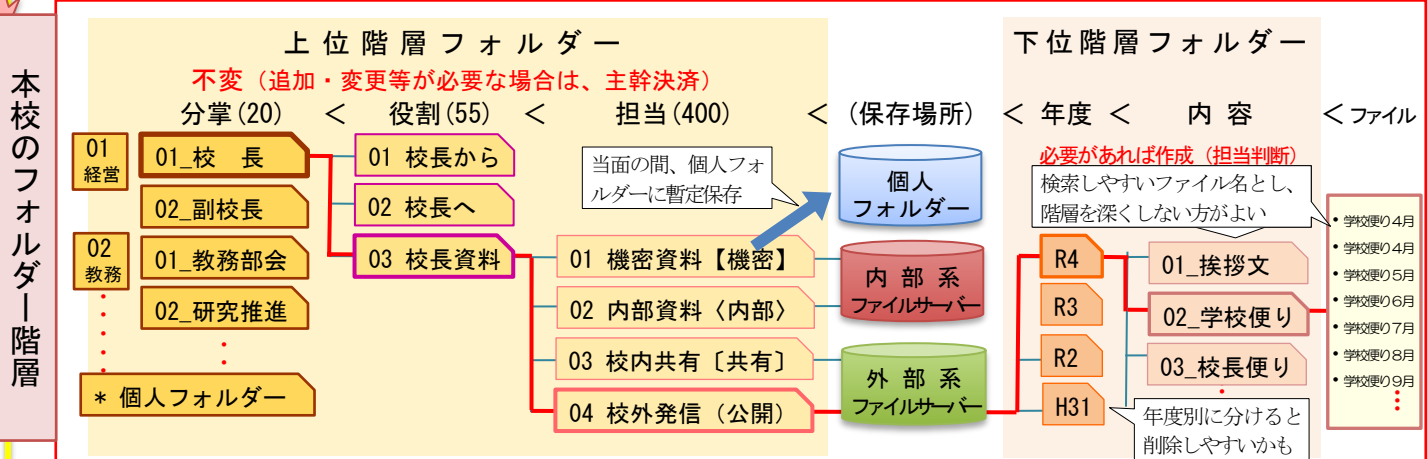 本校のフォルダー階層
上位階層フォルダー
不変（追加・変更等が必要な場合は、主幹決済）
分掌(20)　＜　役割(55)　＜　担当(400)　＜　(保存場所)　＜　年度　＜　内　容　＜ファイル
01
経営
01_校　長
02_副校長
02
教務
01_教務部会
02_研究推進
＊ 個人フォルダー
01 校長から
02 校長へ
03 校長資料
当面の間、個人フォ
ルダーに暫定保存
01 機密資料【機密】
02 内部資料〈内部〉
03 校内共有〔共有〕
04 校外発信（公開）
個人
フォルダー
内 部 系
ファイルサーバー
外 部 系
ファイルサーバー
下位階層フォルダー
必要があれば作成（担当判断）
検索しやすいファイル名とし、
階層を深くしない方がよい
R4
R3
R2
H31
01_挨拶文
02_学校便り
03_校長便り
年度別に分けると
削除しやすいかも
• 学校便り4月
• 学校便り4月
• 学校便り5月
• 学校便り6月
• 学校便り7月
• 学校便り8月
• 学校便り9月